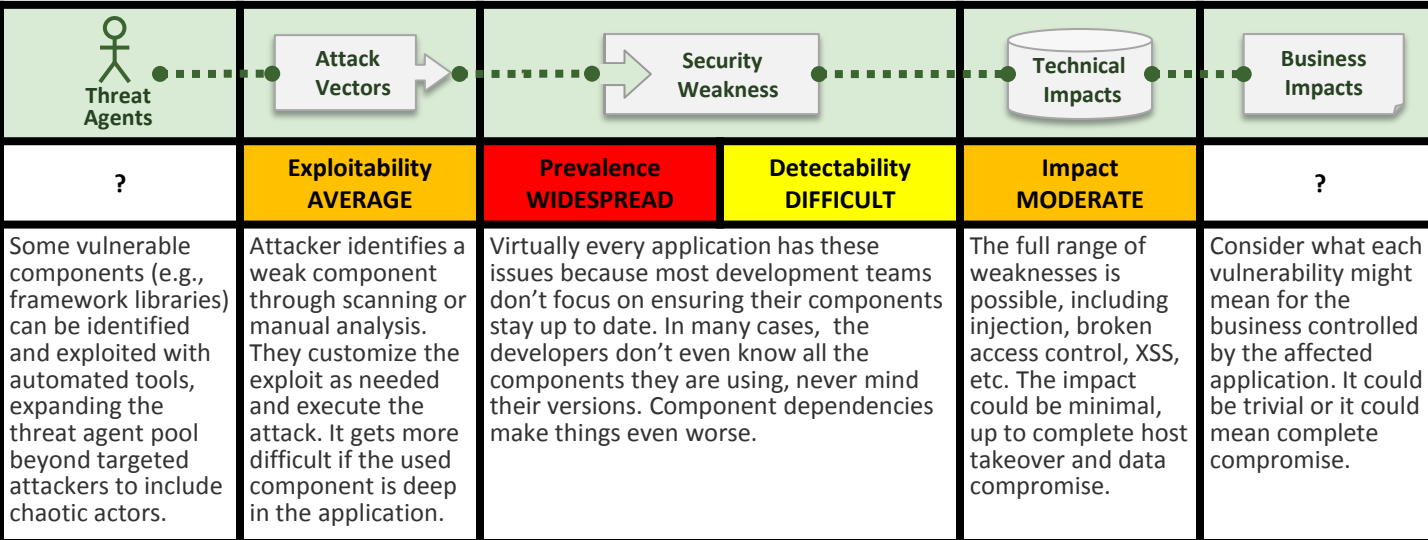 Threat
Agents
Attack
Vectors
Security
Weakness
Technical
Impacts
Business
Impacts
?
Exploitability
AVERAGE
Prevalence
WIDESPREAD
Detectability
DIFFICULT
Impact
MODERATE
?
Some vulnerable
components (e.g.,
framework libraries)
can be identified
and exploited with
automated tools,
expanding the
threat agent pool
beyond targeted
attackers to include
chaotic actors.
Attacker identifies a
weak component
through scanning or
manual analysis.
They customize the
exploit as needed
and execute the
attack. It gets more
difficult if the used
component is deep
in the application.
Virtually every application has these
issues because most development teams
don’t focus on ensuring their components
stay up to date. In many cases, the
developers don’t even know all the
components they are using, never mind
their versions. Component dependencies
make things even worse.
The full range of
weaknesses is
possible, including
injection, broken
access control, XSS,
etc. The impact
could be minimal,
up to complete host
takeover and data
compromise.
Consider what each
vulnerability might
mean for the
business controlled
by the affected
application. It could
be trivial or it could
mean complete
compromise.